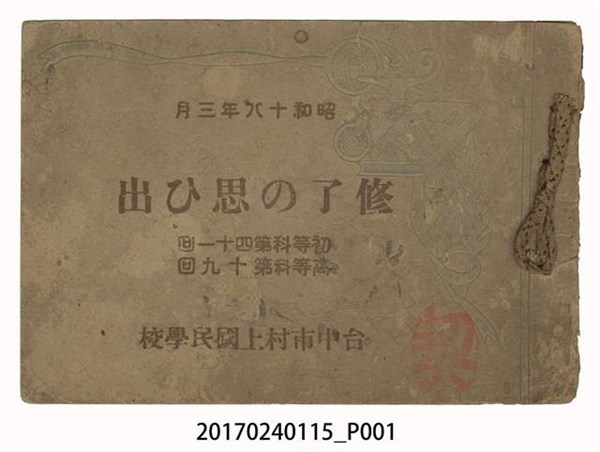 昭和十八年三月
修了の思ひ出
初等科第四十一回
高等科第十九回
台中市村上國民學校
20170240115_P001